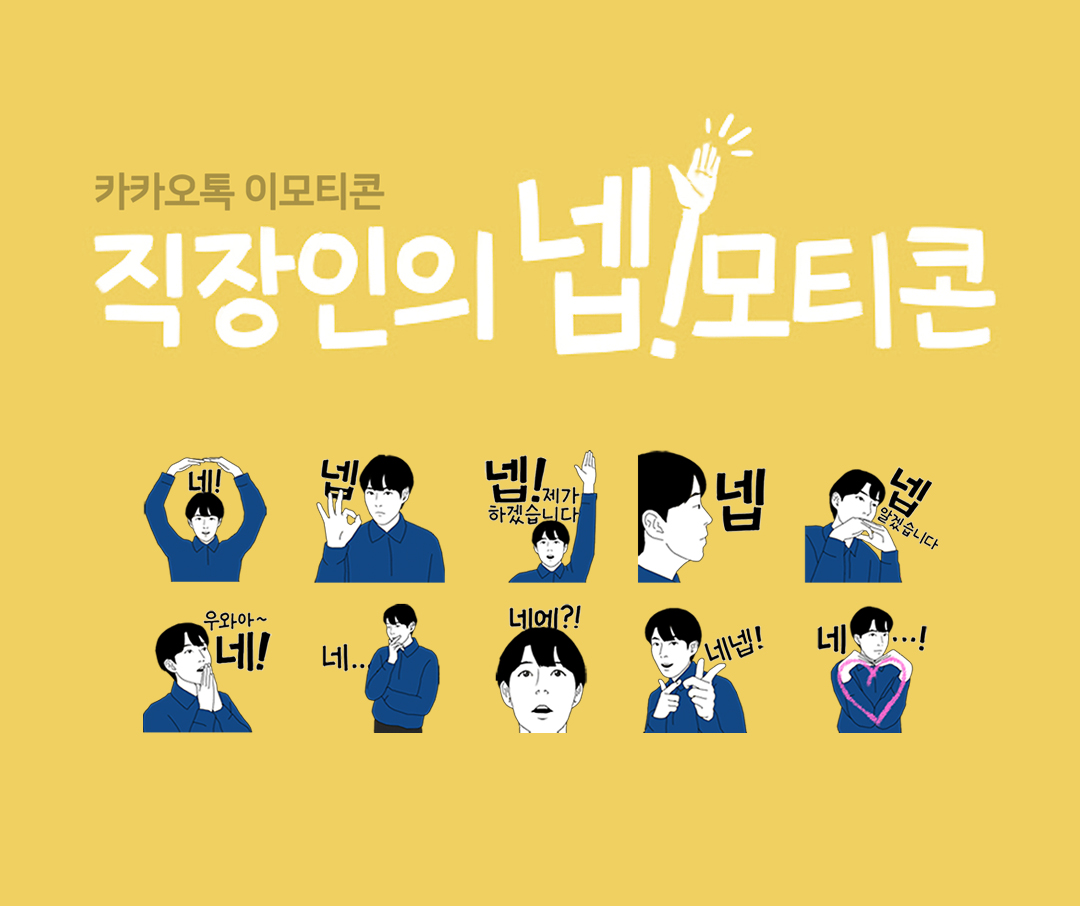 카카오톡 이모티콘
직장인의 넵!모티콘
네!
넵
넵!제가
하겠습니다
넵
넵
알겠습니다
우와아~
네!
네...
네에?!
네넵!
네...!